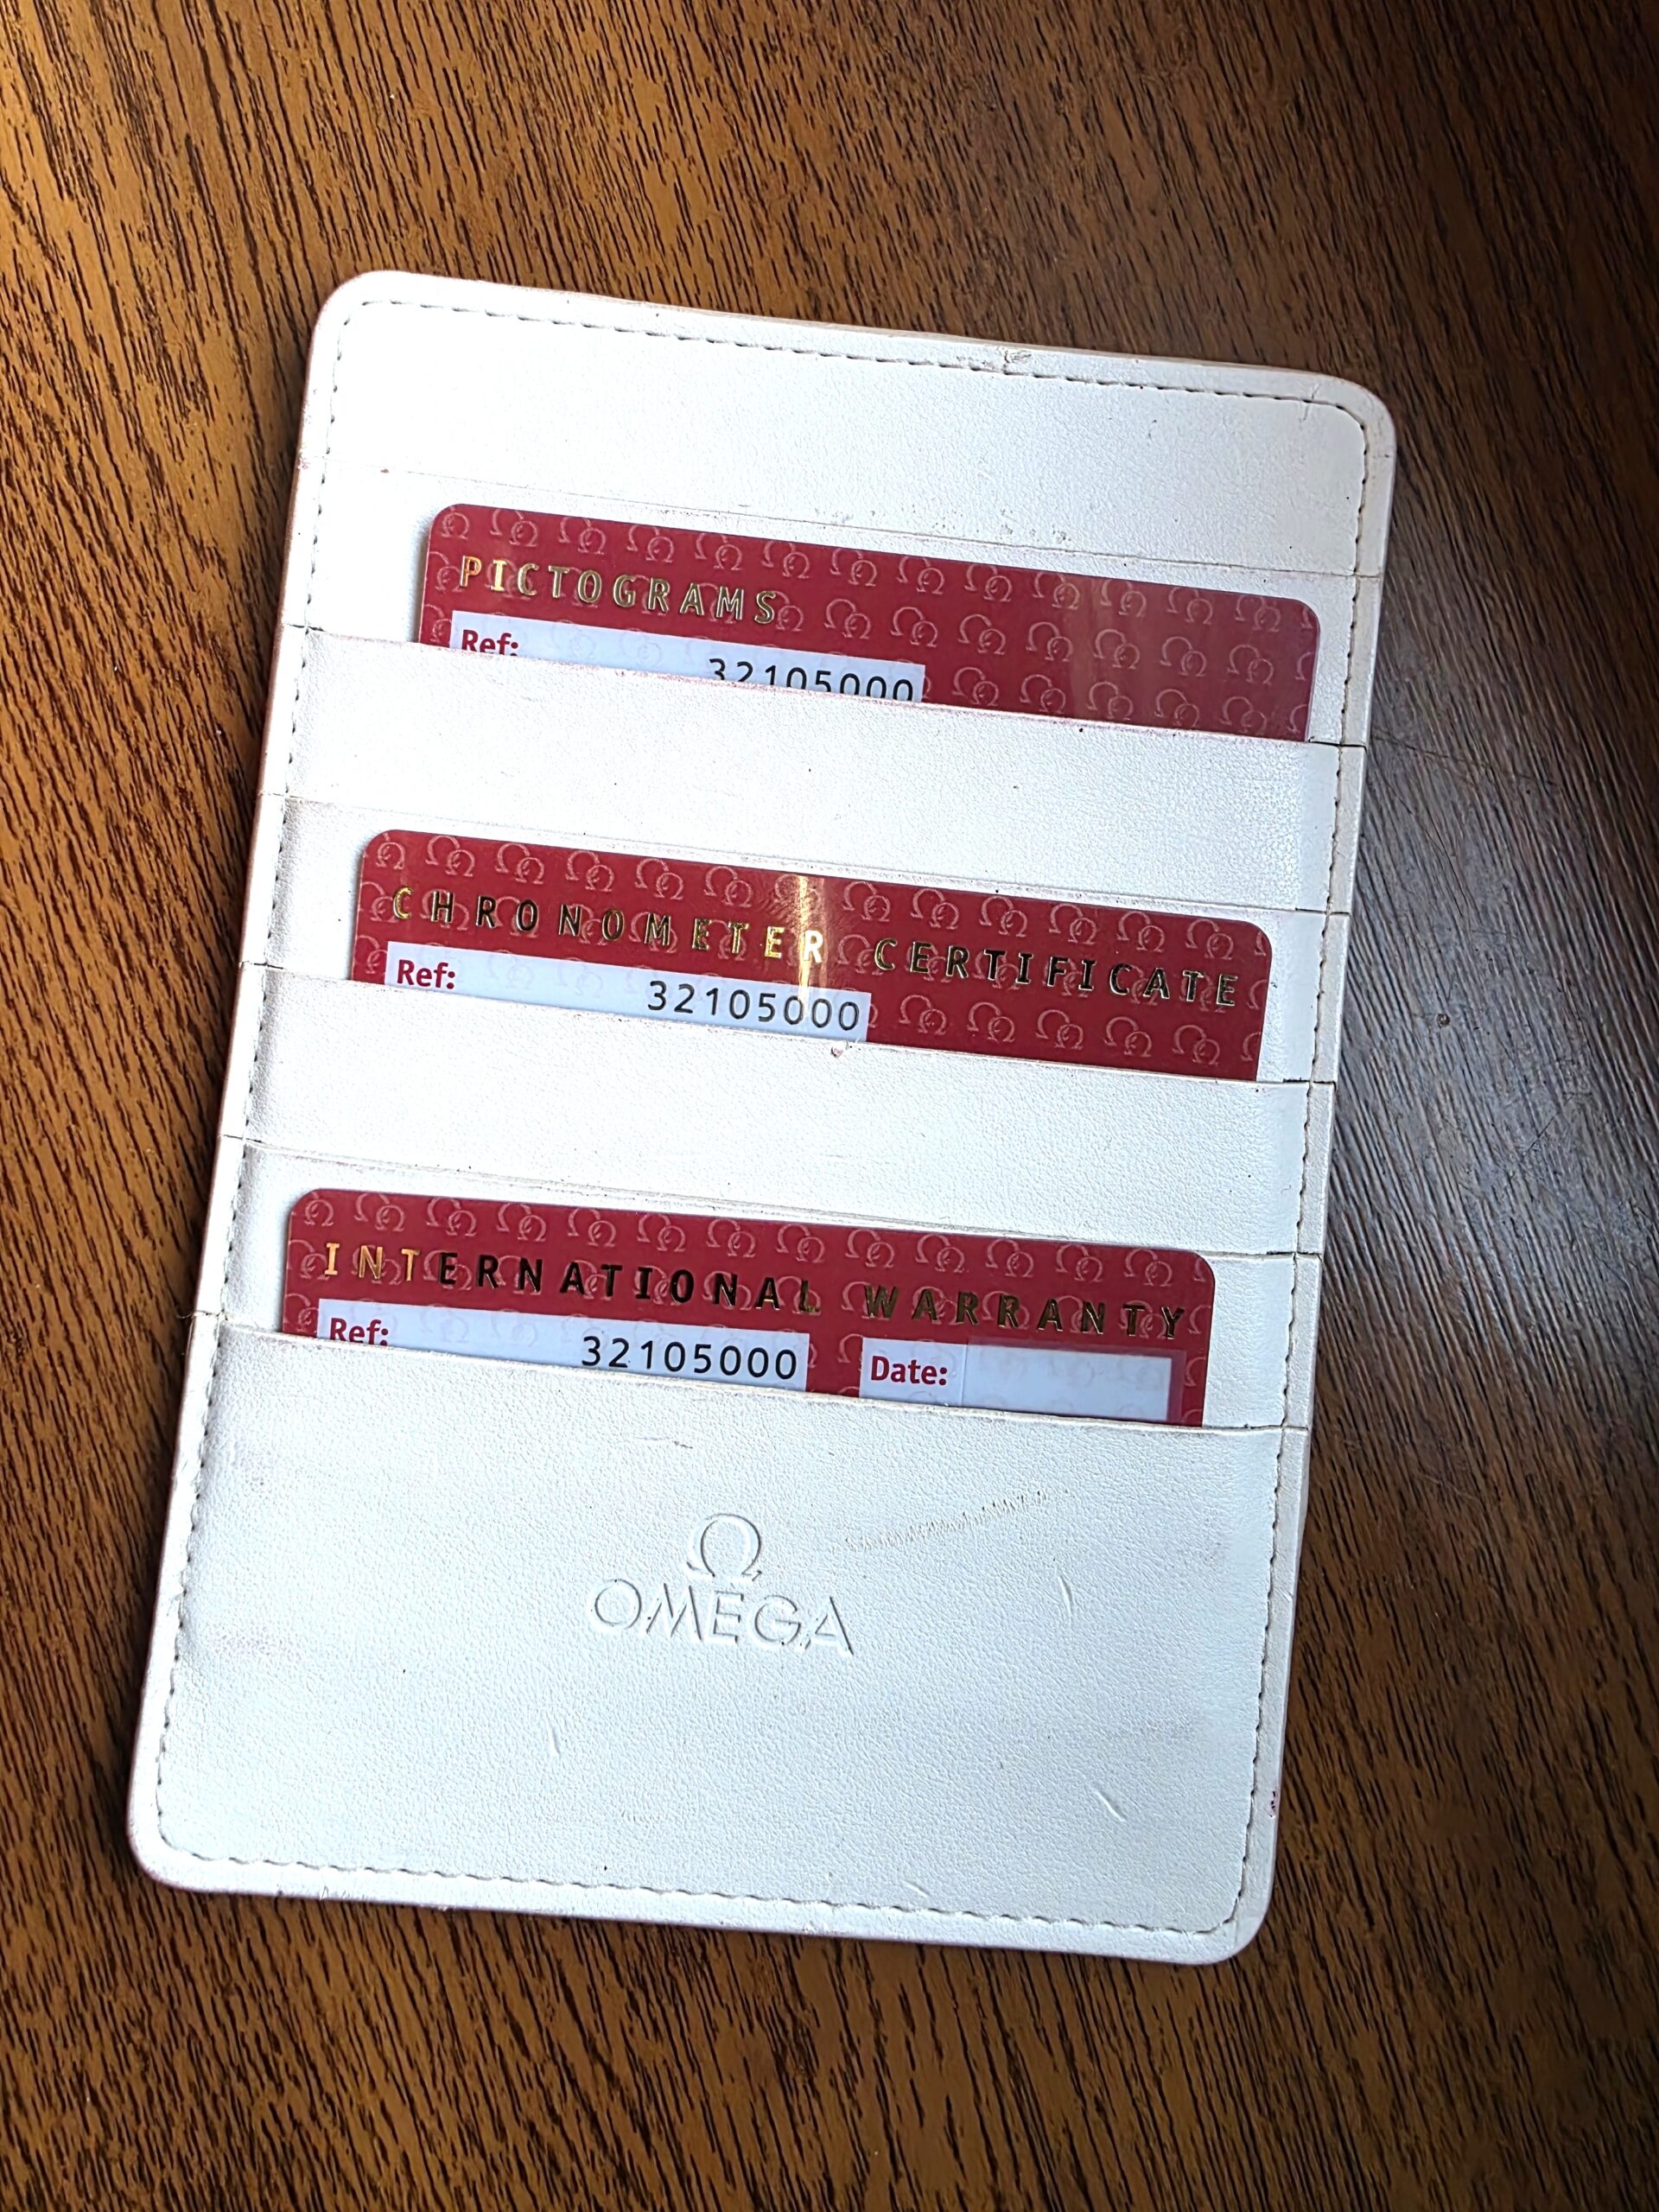 PICTOGRAMS
Ref: 32105000
CHRONOMETER CERTIFICATE
Ref: 32105000
INTERNATIONAL WARRANTY
Ref: 32105000 Date:
Ω
OMEGA